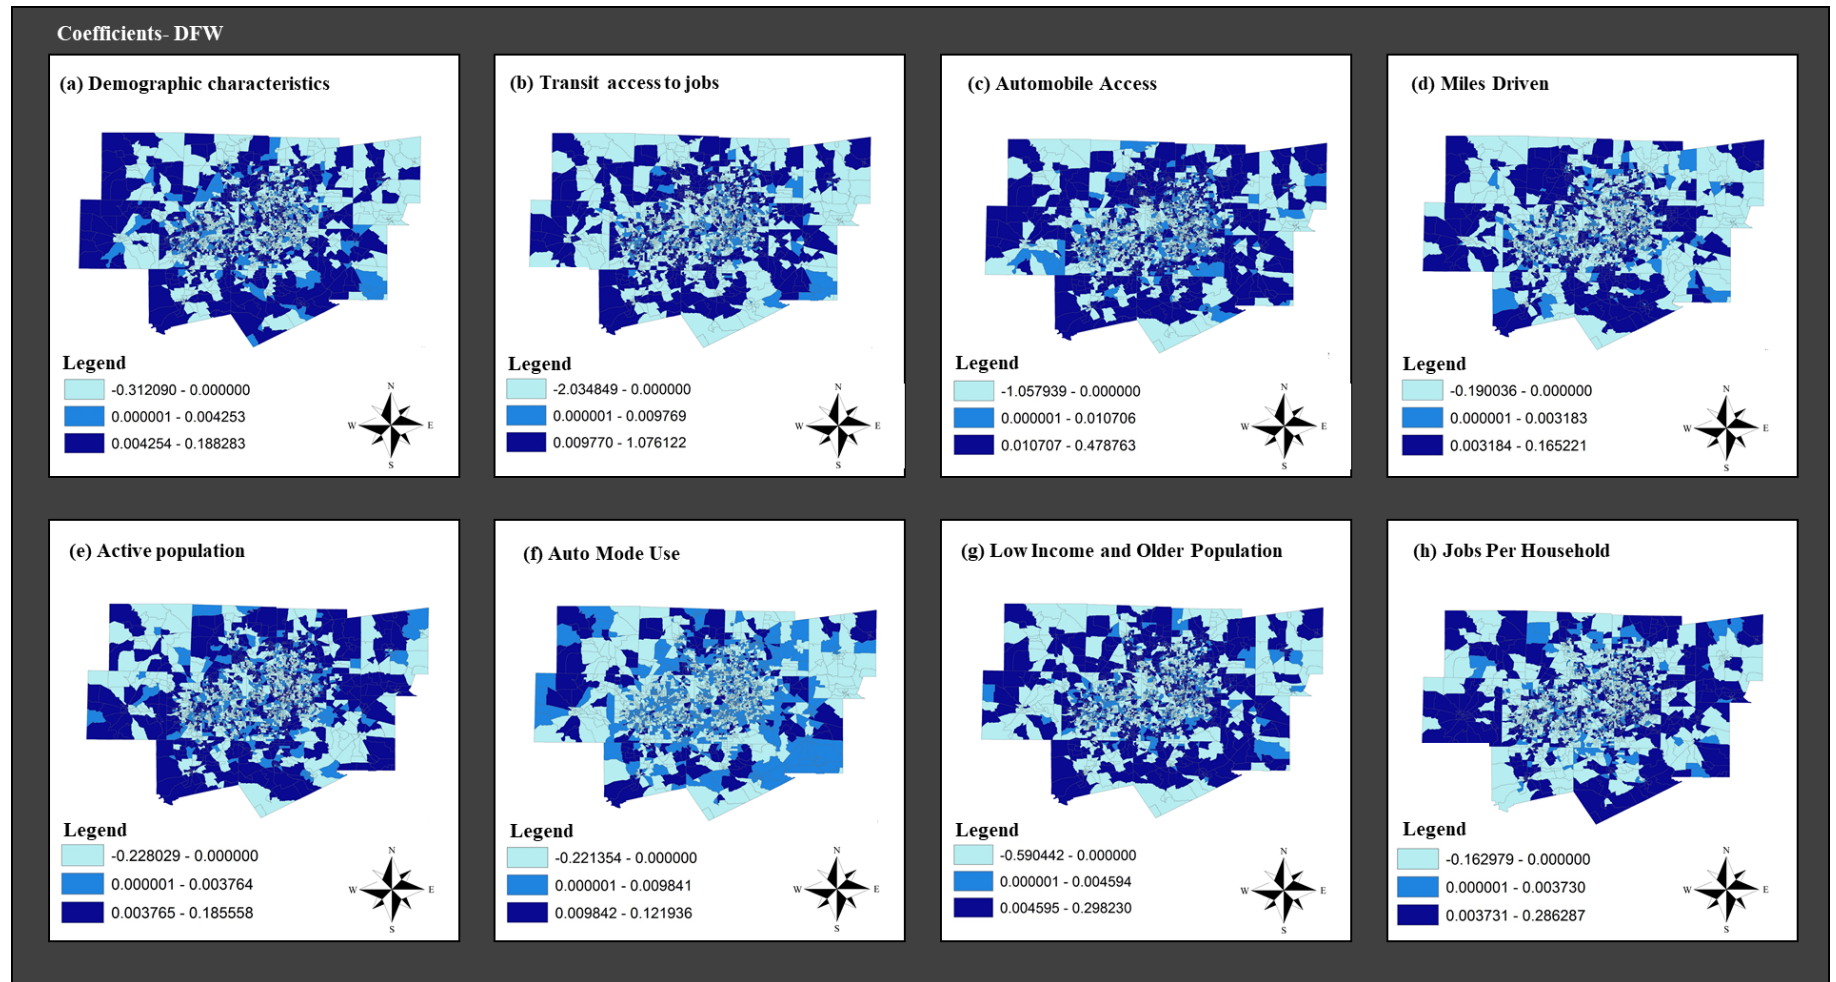 Coefficients- DFW
(a) Demographic characteristics
Legend
-0.312090 - 0.000000
0.000001 - 0.004253
0.004254 - 0.188283
N
W
E
S
(b) Transit access to jobs
Legend
-2.034849 - 0.000000
0.000001 - 0.009769
0.009770 - 1.076122
N
W
E
S
(c) Automobile Access
Legend
-1.057939 - 0.000000
0.000001 - 0.010706
0.010707 - 0.478763
N
W
E
S
(d) Miles Driven
Legend
-0.190036 - 0.000000
0.000001 - 0.003183
0.003184 - 0.165221
N
W
E
S
(e) Active population
Legend
-0.228029 - 0.000000
0.000001 - 0.003764
0.003765 - 0.185558
N
W
E
S
(f) Auto Mode Use
Legend
-0.221354 - 0.000000
0.000001 - 0.009841
0.009842 - 0.121936
N
W
E
S
(g) Low Income and Older Population
Legend
-0.590442 - 0.000000
0.000001 - 0.004594
0.004595 - 0.298230
N
W
E
S
(h) Jobs Per Household
Legend
-0.162979 - 0.000000
0.000001 - 0.003730
0.003731 - 0.286287
N
W
E
S